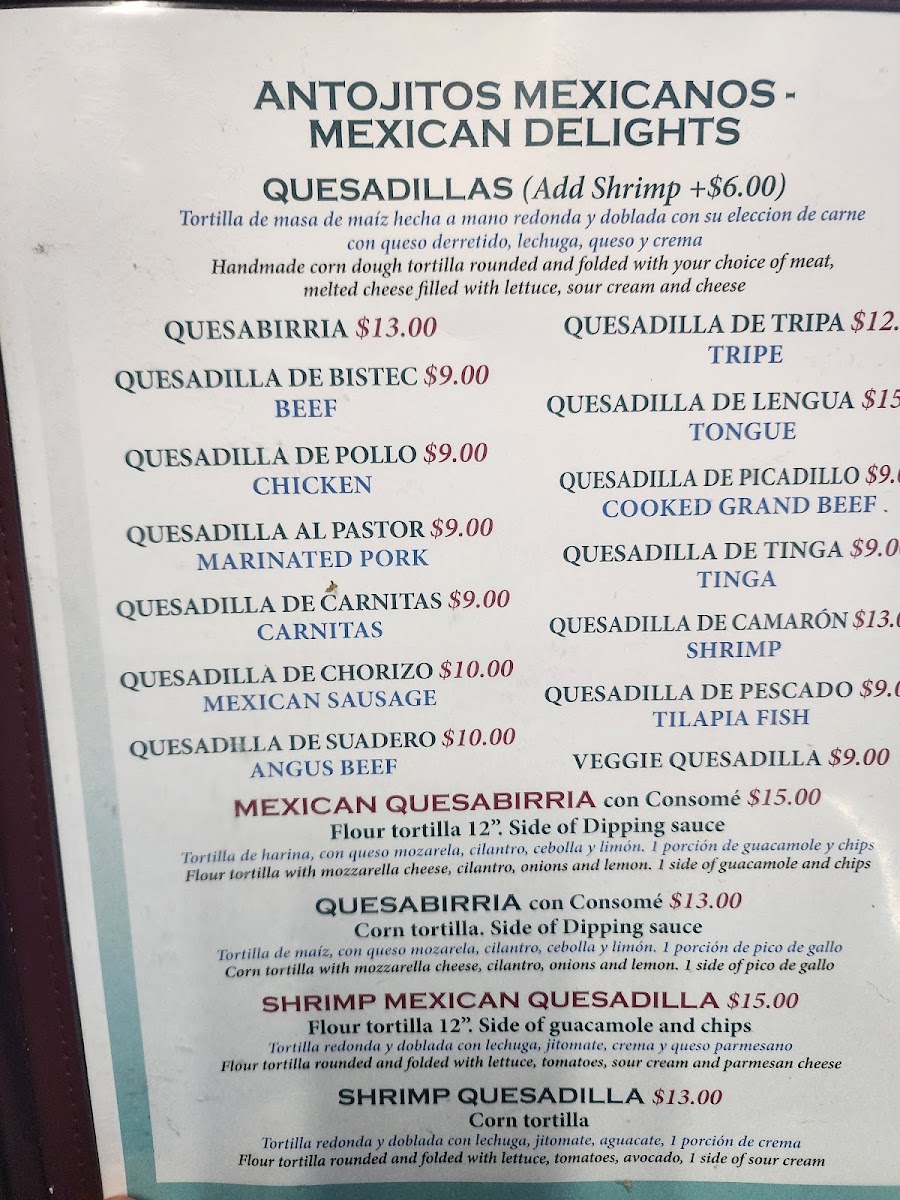 ANTOJITOS MEXICANOS -
MEXICAN DELIGHTS
QUESADILLAS (Add Shrimp +$6.00)
Tortilla de masa de maíz hecha a mano redonda y doblada con su eleccion de carne
con queso derretido, lechuga, queso y crema
Handmade corn dough tortilla rounded and folded with your choice of meat,
melted cheese filled with lettuce, sour cream and cheese
QUESABIRRIA $13.00
QUESADILLA DE BISTEC $9.00
BEEF
QUESADILLA DE POLLO $9.00
CHICKEN
QUESADILLA AL PASTOR $9.00
MARINATED PORK
QUESADILLA DE CARNITAS $9.00
CARNITAS
QUESADILLA DE CHORIZO $10.00
MEXICAN SAUSAGE
QUESADILLA DE SUADERO $10.00
ANGUS BEEF
QUESADILLA DE TRIPA $12.
TRIPE
QUESADILLA DE LENGUA $15
TONGUE
QUESADILLA DE PICADILLO $9.0
COOKED GRAND BEEF .
QUESADILLA DE TINGA $9.0
TINGA
QUESADILLA DE CAMARÓN $13.0
SHRIMP
QUESADILLA DE PESCADO $9.0
TILAPIA FISH
VEGGIE QUESADILLA $9.00
MEXICAN QUESABIRRIA con Consomé $15.00
Flour tortilla 12”. Side of Dipping sauce
Tortilla de harina, con queso mozarela, cilantro, cebolla y limón. 1 porción de guacamole y chips
Flour tortilla with mozzarella cheese, cilantro, onions and lemon. 1 side of guacamole and chips
QUESABIRRIA con Consomé $13.00
Corn tortilla. Side of Dipping sauce
Tortilla de maíz, con queso mozarela, cilantro, cebolla y limón. 1 porción de pico de gallo
Corn tortilla with mozzarella cheese, cilantro, onions and lemon. 1 side of pico de gallo
SHRIMP MEXICAN QUESADILLA $15.00
Flour tortilla 12”. Side of guacamole and chips
Tortilla redonda y doblada con lechuga, jitomate, crema y queso parmesano
Flour tortilla rounded and folded with lettuce, tomatoes, sour cream and parmesan cheese
SHRIMP QUESADILLA $13.00
Corn tortilla
Tortilla redonda y doblada con lechuga, jitomate, aguacate, 1 porción de crema
Flour tortilla rounded and folded with lettuce, tomatoes, avocado, 1 side of sour cream